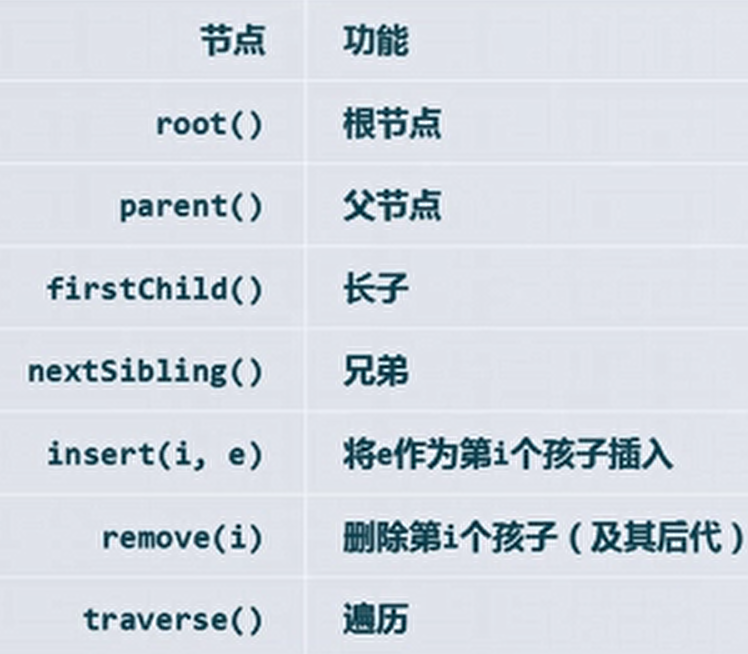 节点 功能
root() 根节点
parent() 父节点
firstChild() 长子
nextSibling() 兄弟
insert(i, e) 将e作为第i个孩子插入
remove(i) 删除第i个孩子（及其后代）
traverse() 遍历